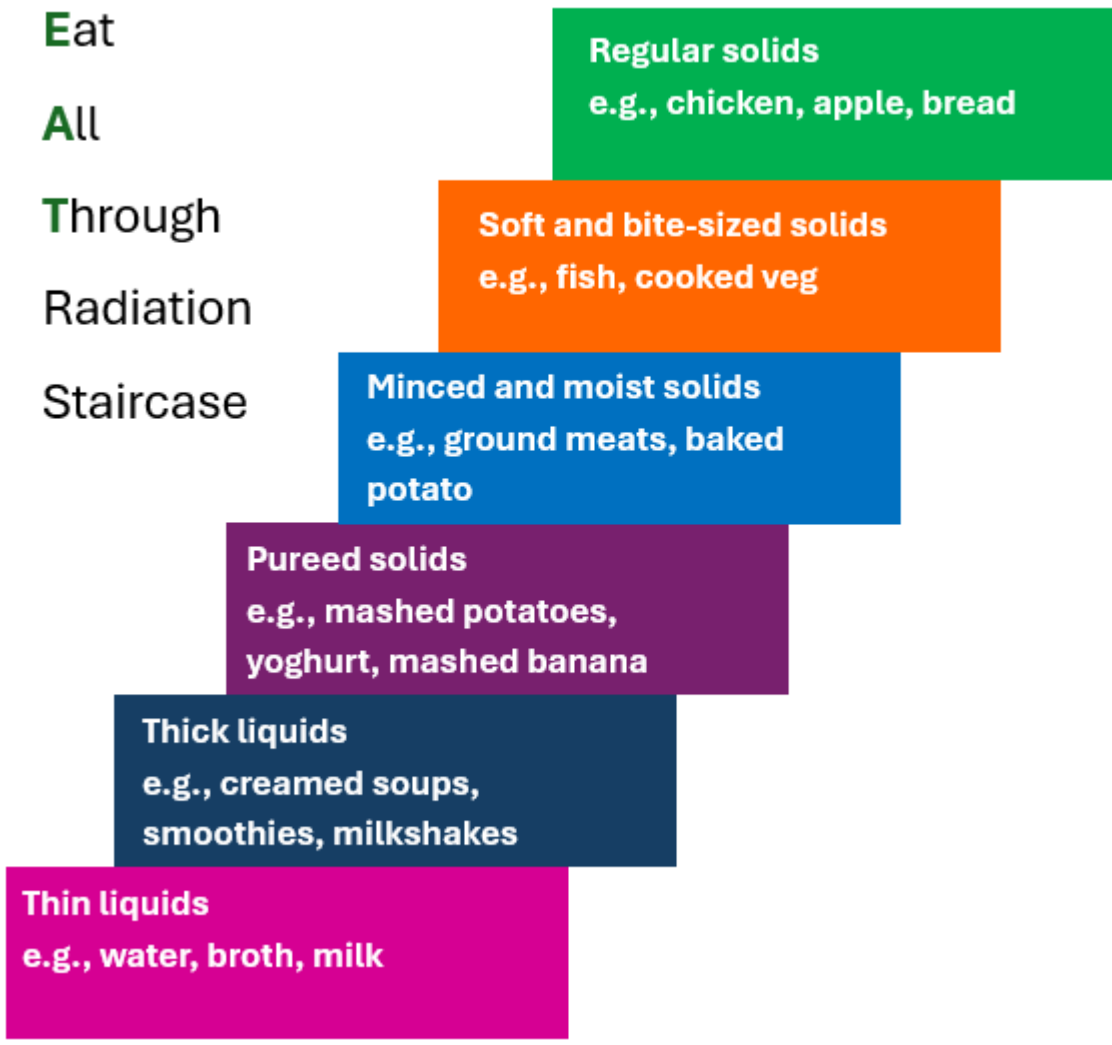 Eat
All
Through
Radiation
Staircase
Regular solids
e.g., chicken, apple, bread
Soft and bite-sized solids
e.g., fish, cooked veg
Minced and moist solids
e.g., ground meats, baked
potato
Pureed solids
e.g., mashed potatoes,
yoghurt, mashed banana
Thick liquids
e.g., creamed soups,
smoothies, milkshakes
Thin liquids
e.g., water, broth, milk